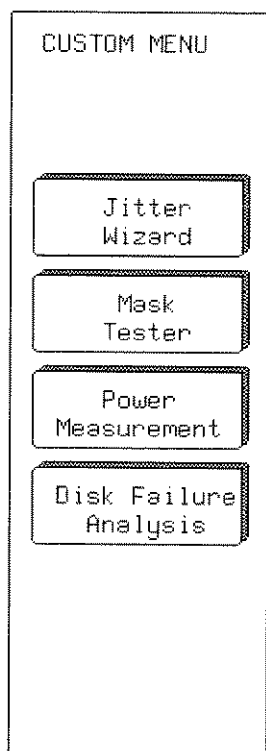 CUSTOM MENU
Jitter
Wizard
Mask
Tester
Power
Measurement
Disk Failure
Analysis